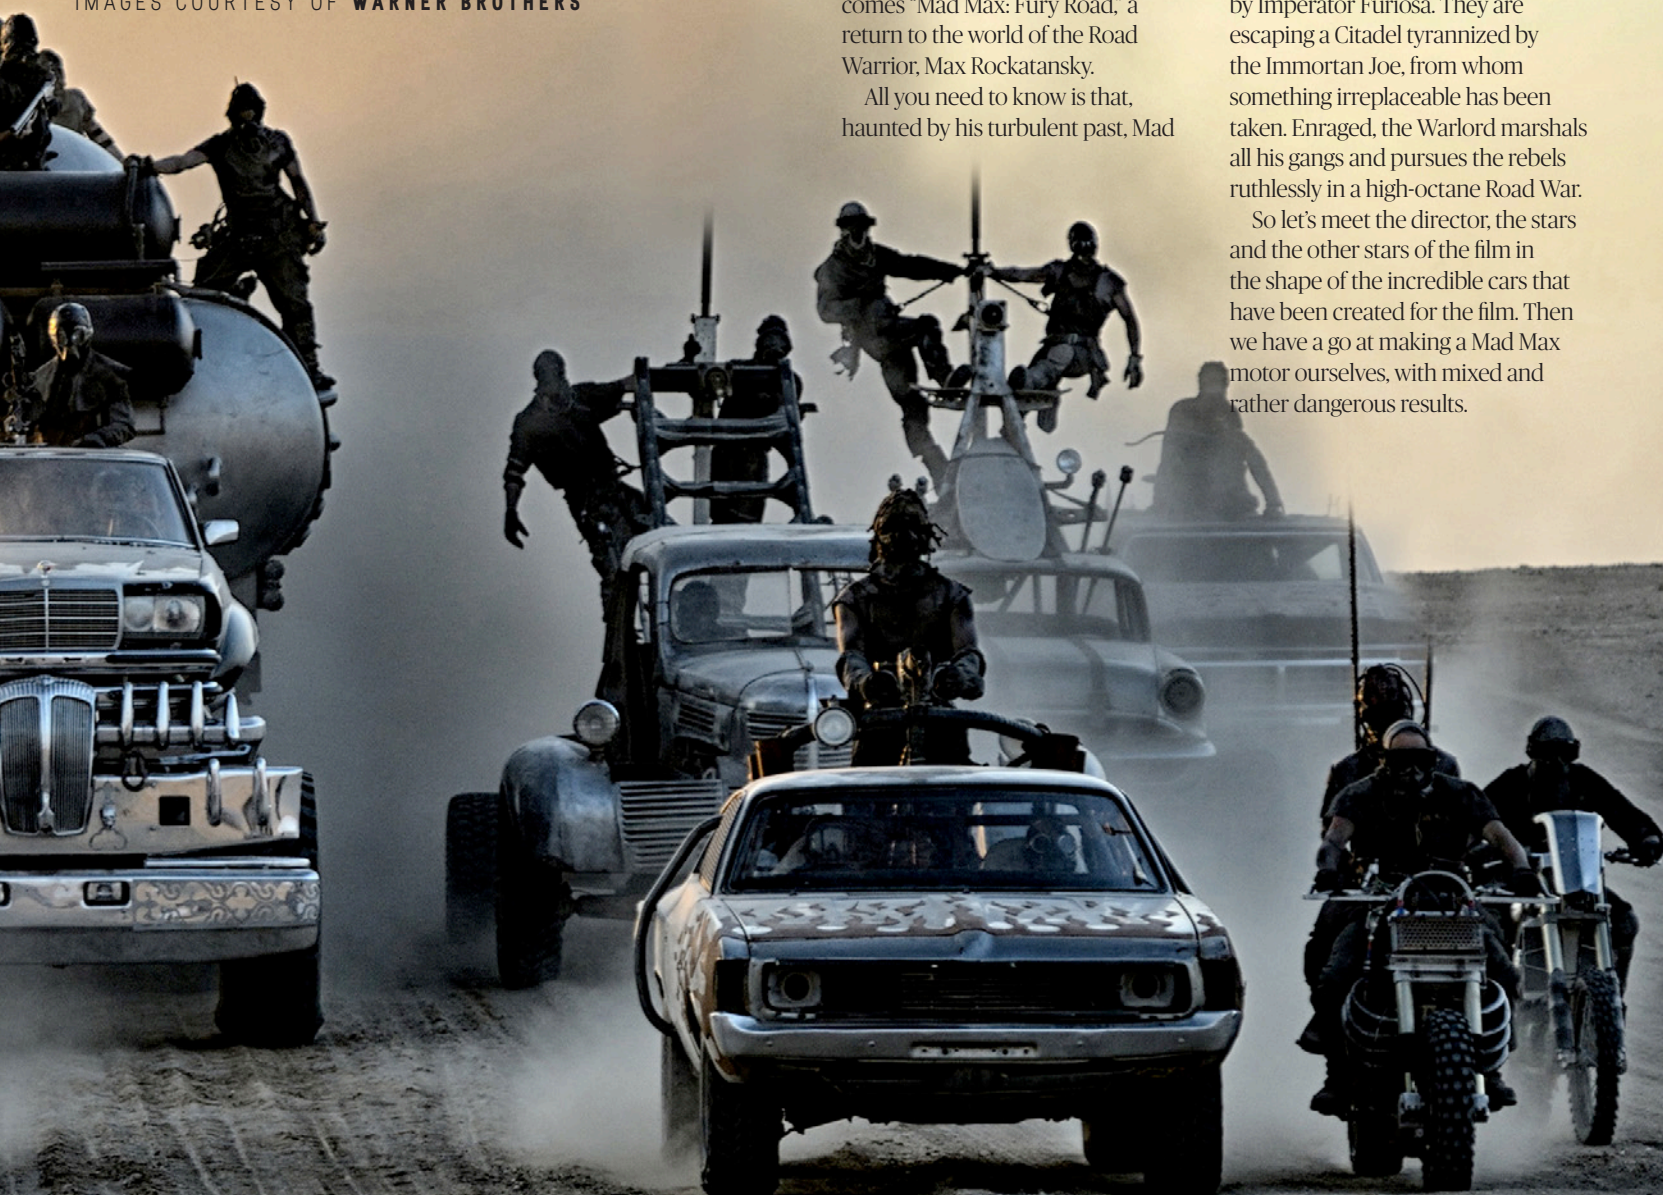 IMAGES COURTESY OF WARNER BROTHERS
comes “Mad Max: Fury Road,” a
return to the world of the Road
Warrior, Max Rockatansky.
All you need to know is that,
haunted by his turbulent past, Mad
by Imperator Furiosa. They are
escaping a Citadel tyrannized by
the Immortan Joe, from whom
something irreplaceable has been
taken. Enraged, the Warlord marshals
all his gangs and pursues the rebels
ruthlessly in a high-octane Road War.
So let’s meet the director, the stars
and the other stars of the film in
the shape of the incredible cars that
have been created for the film. Then
we have a go at making a Mad Max
motor ourselves, with mixed and
rather dangerous results.